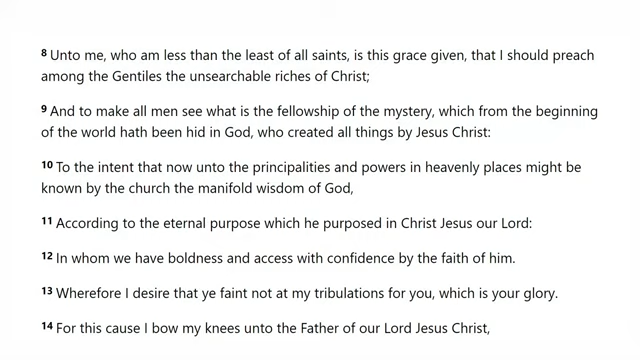 8 Unto me, who am less than the least of all saints, is this grace given, that I should preach
among the Gentiles the unsearchable riches of Christ;
9 And to make all men see what is the fellowship of the mystery, which from the beginning
of the world hath been hid in God, who created all things by Jesus Christ:
10 To the intent that now unto the principalities and powers in heavenly places might be
known by the church the manifold wisdom of God,
11 According to the eternal purpose which he purposed in Christ Jesus our Lord:
12 In whom we have boldness and access with confidence by the faith of him.
13 Wherefore I desire that ye faint not at my tribulations for you, which is your glory.
14 For this cause I bow my knees unto the Father of our Lord Jesus Christ,